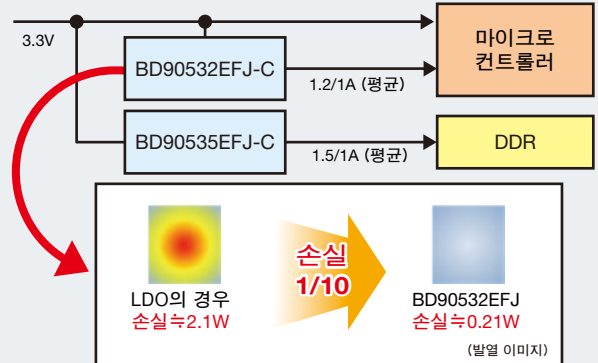 3.3V
마이크로
컨트롤러
BD90532EFJ-C
1.2/1A (평균)
BD90535EFJ-C
1.5/1A (평균)
DDR
손실
1/10
LDO의 경우
손실≒2.1W
BD90532EFJ
손실≒0.21W
(발열 이미지)